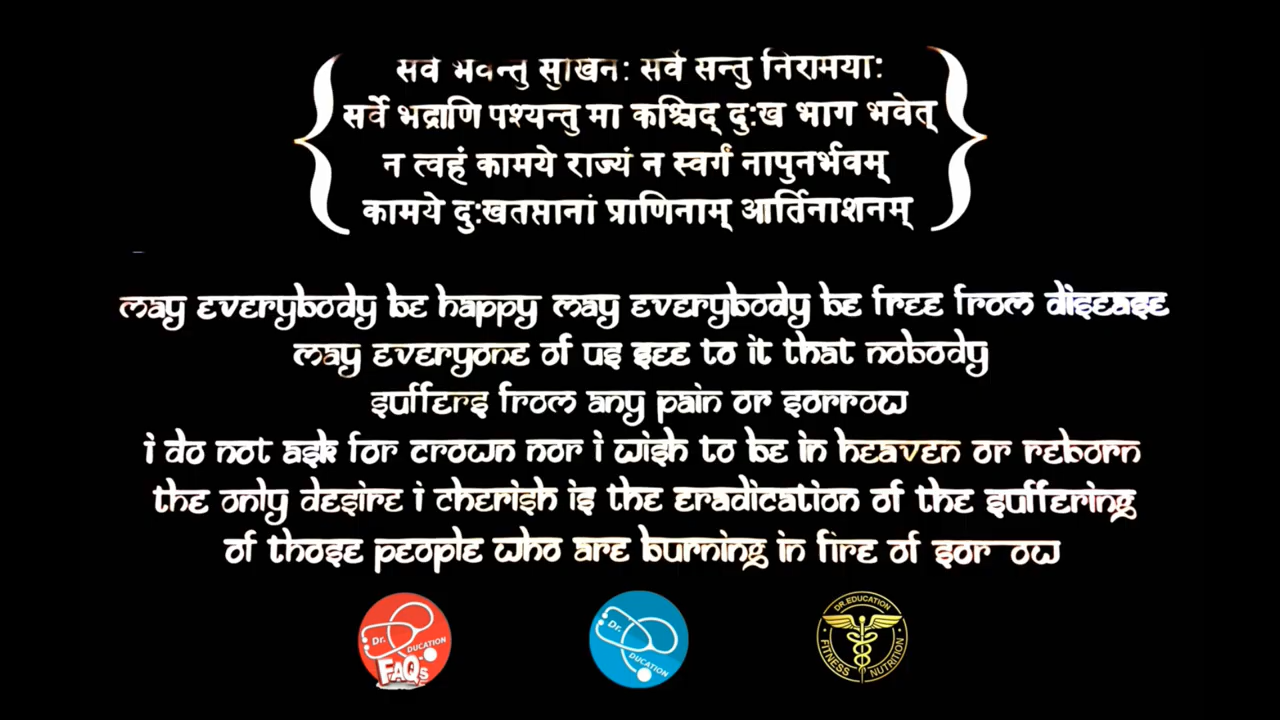 सर्वे भवन्तु सुखिन: सर्वे सन्तु निरामया:
सर्वे भद्राणि पश्यन्तु मा कश्चिद् दु:ख भाग भवेत्
न त्वहं कामये राज्यं न स्वर्गं नापुनर्भवम्
कामये दु:खतप्तानां प्राणिनाम् आर्तिनाशनम्
may everybody be happy may everybody be free from disease
may everyone of us see to it that nobody
suffers from any pain or sorrow
i do not ask for crown nor i wish to be in heaven or reborn
the only desire i cherish is the eradication of the suffering
of those people who are burning in fire of sor ow
Dr. DUCATION FAQs
Dr. DUCATION
DR.EDUCATION FITNESS NUTRITION